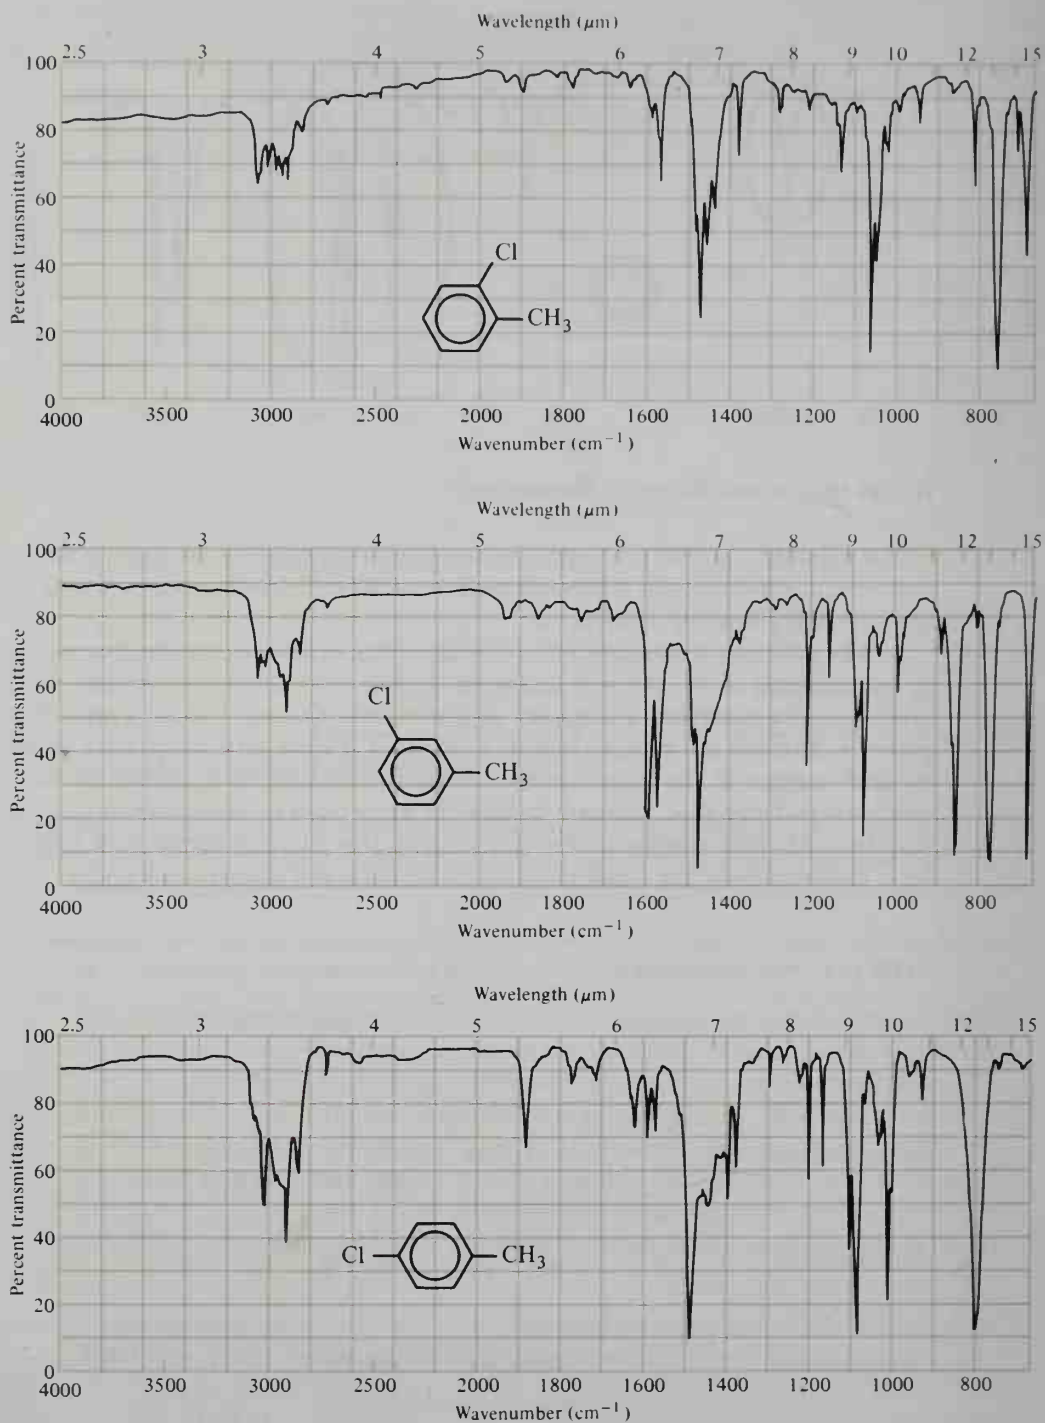 Wavelength (μm)
2.5 3 4 5 6 7 8 9 10 12 15
100
80
60
40
20
0
Percent transmittance
Cl
CH3
4000 3500 3000 2500 2000 1800 1600 1400 1200 1000 800
Wavenumber (cm−1)
Wavelength (μm)
2.5 3 4 5 6 7 8 9 10 12 15
100
80
60
40
20
0
Percent transmittance
Cl
CH3
4000 3500 3000 2500 2000 1800 1600 1400 1200 1000 800
Wavenumber (cm−1)
Wavelength (μm)
2.5 3 4 5 6 7 8 9 10 12 15
100
80
60
40
20
0
Percent transmittance
Cl CH3
4000 3500 3000 2500 2000 1800 1600 1400 1200 1000 800
Wavenumber (cm−1)